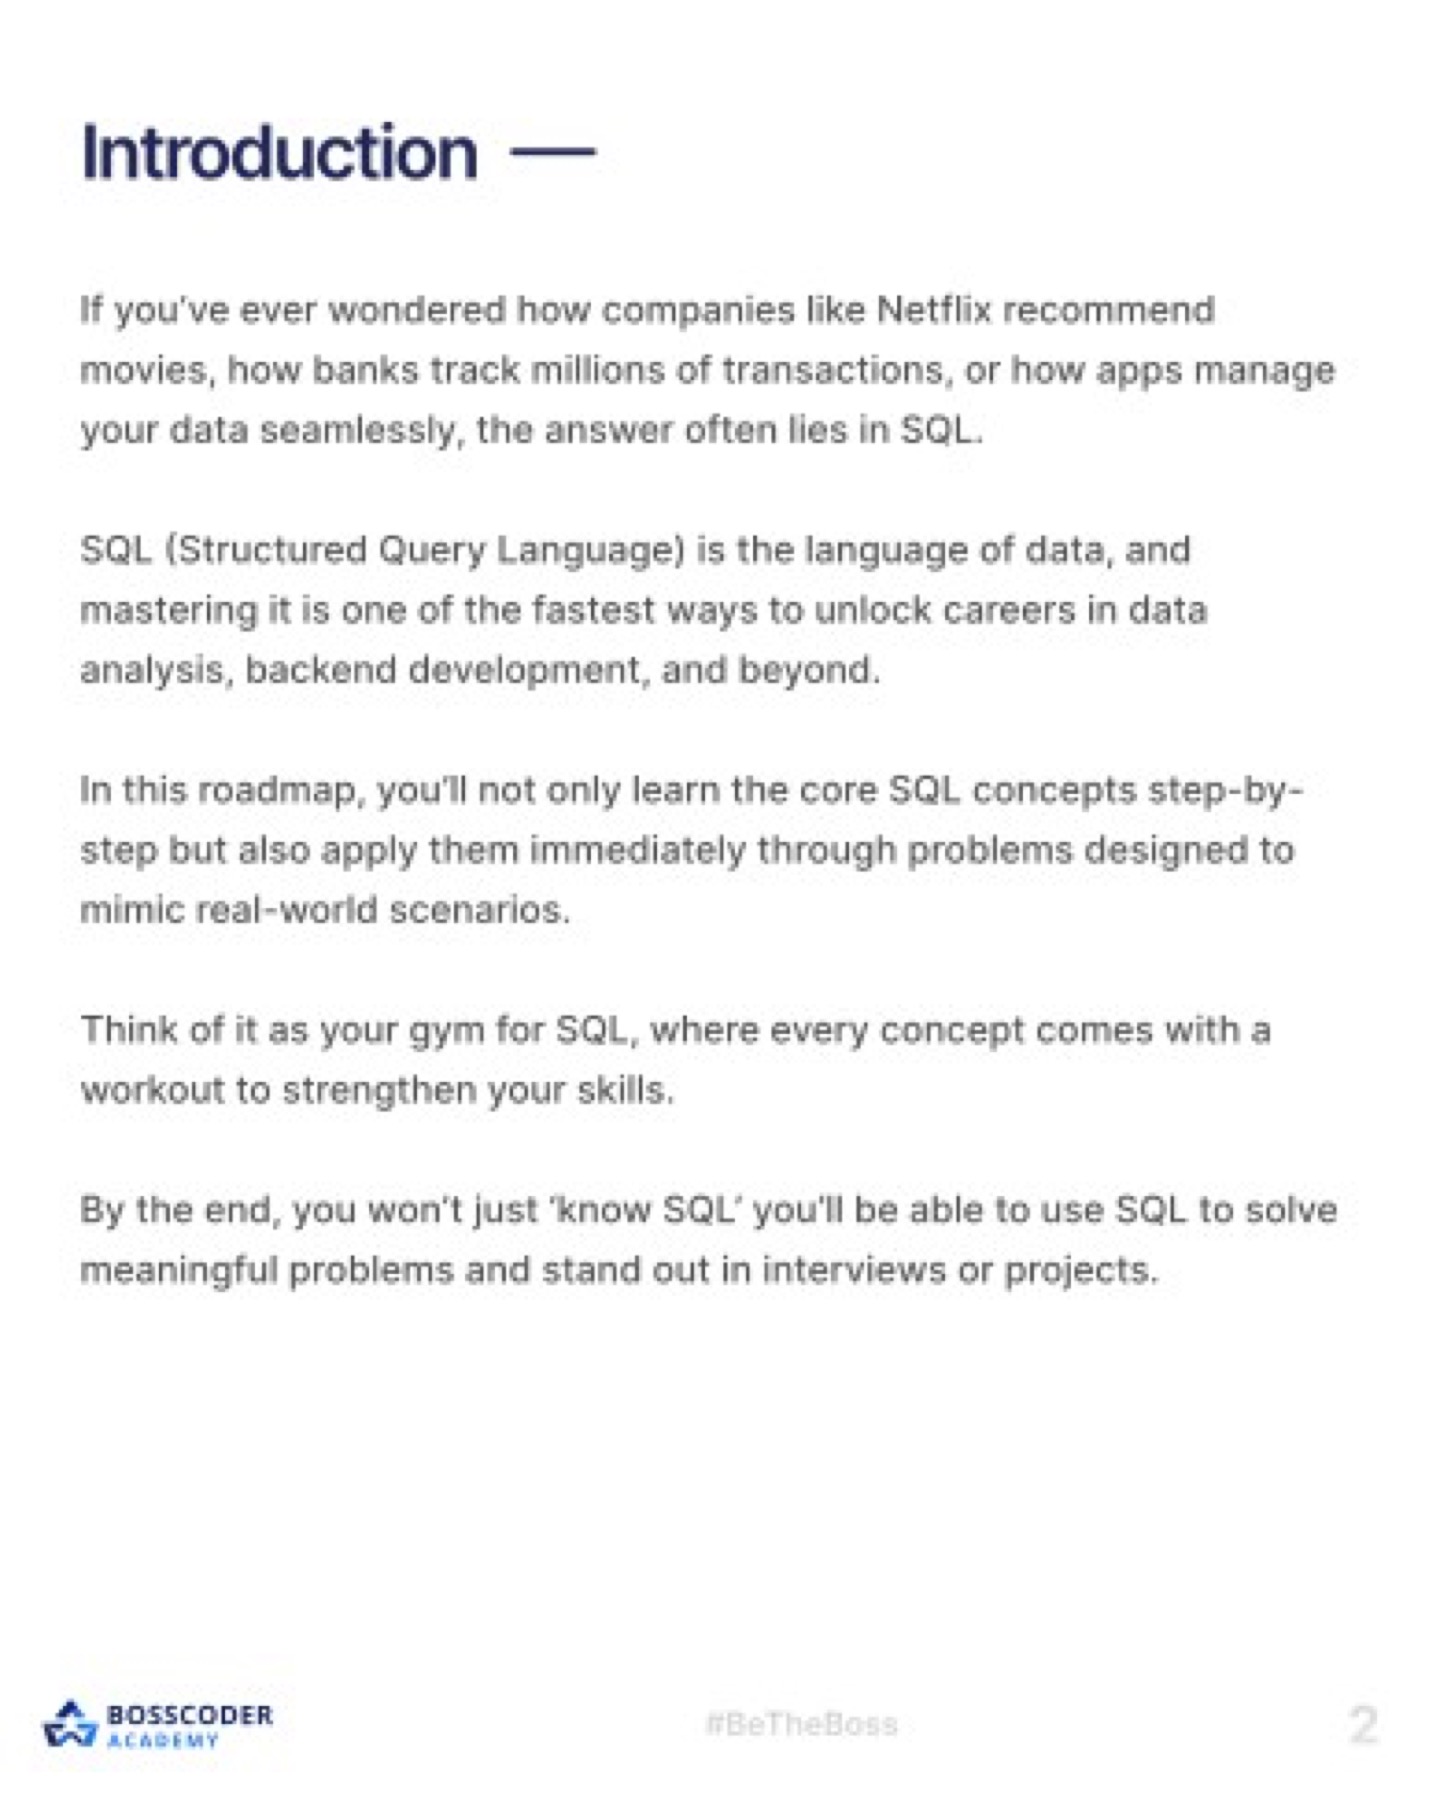 Introduction —
If you've ever wondered how companies like Netflix recommend
movies, how banks track millions of transactions, or how apps manage
your data seamlessly, the answer often lies in SQL.
SQL (Structured Query Language) is the language of data, and
mastering it is one of the fastest ways to unlock careers in data
analysis, backend development, and beyond.
In this roadmap, you'll not only learn the core SQL concepts step-by-
step but also apply them immediately through problems designed to
mimic real-world scenarios.
Think of it as your gym for SQL, where every concept comes with a
workout to strengthen your skills.
By the end, you won't just 'know SQL' you'll be able to use SQL to solve
meaningful problems and stand out in interviews or projects.
BOSSCODER
ACADEMY
#BeTheBoss
2